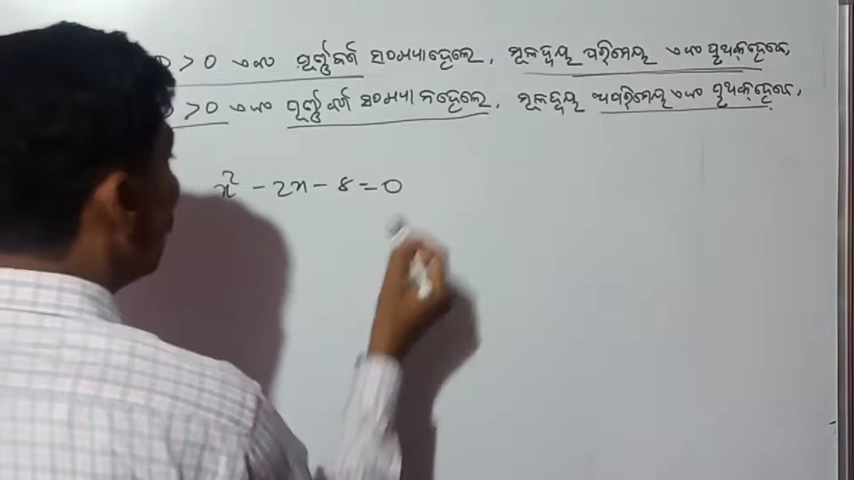 > 0 ଏବଂ ପୂର୍ଣ୍ଣବର୍ଗ ସଂଖ୍ୟା ହେଲେ, ମୂଳଦ୍ୱୟ ପରିମେୟ ଏବଂ ପୃଥକ୍ ହେବେ,
> 0 ଏବଂ ପୂର୍ଣ୍ଣ ବର୍ଗ ସଂଖ୍ୟା ନହେଲେ, ମୂଳଦ୍ୱୟ ଅପରିମେୟ ଏବଂ ପୃଥକ୍ ହେବେ,
x² - 2x - 8 = 0